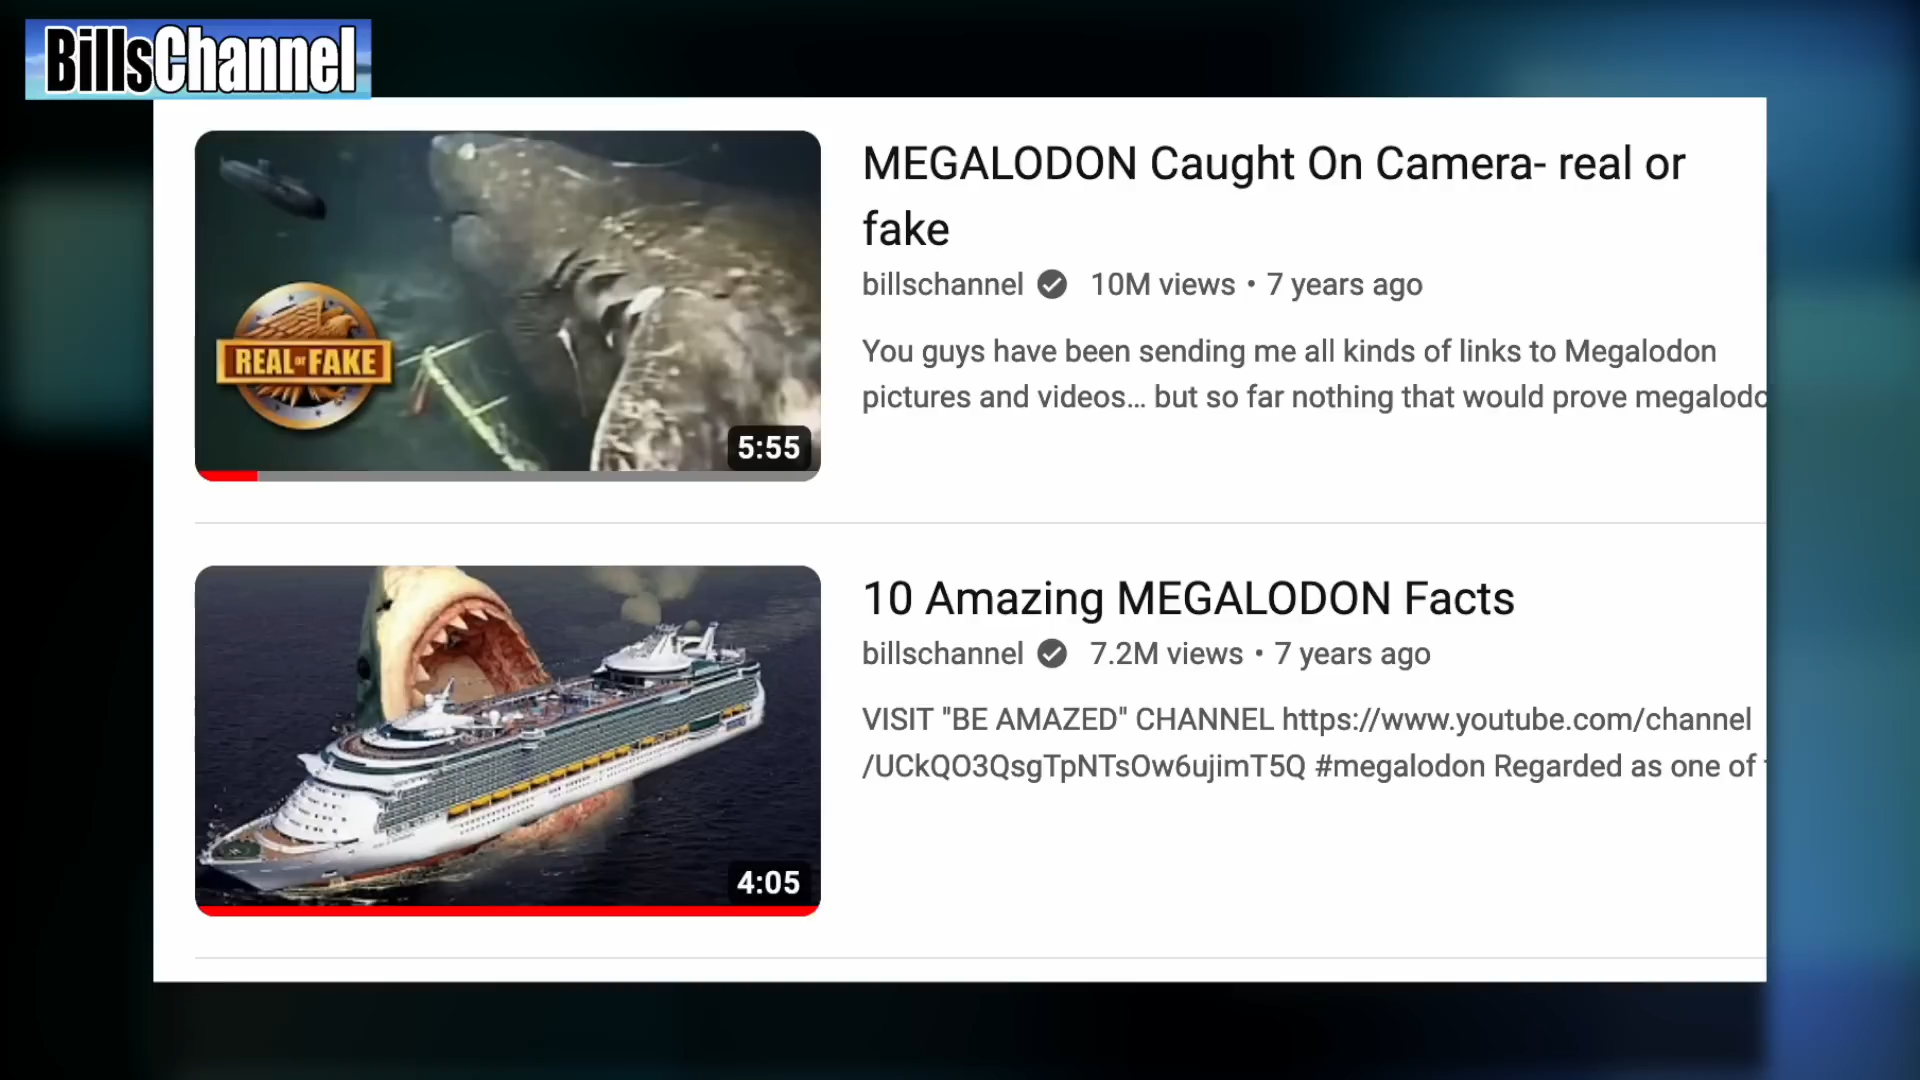 BillsChannel
MEGALODON Caught On Camera- real or
fake
billschannel 10M views • 7 years ago
You guys have been sending me all kinds of links to Megalodon
pictures and videos... but so far nothing that would prove megalodo
REAL OR FAKE
5:55
10 Amazing MEGALODON Facts
billschannel 7.2M views • 7 years ago
VISIT "BE AMAZED" CHANNEL https://www.youtube.com/channel
/UCkQO3QsgTpNTsOw6ujimT5Q #megalodon Regarded as one of
4:05